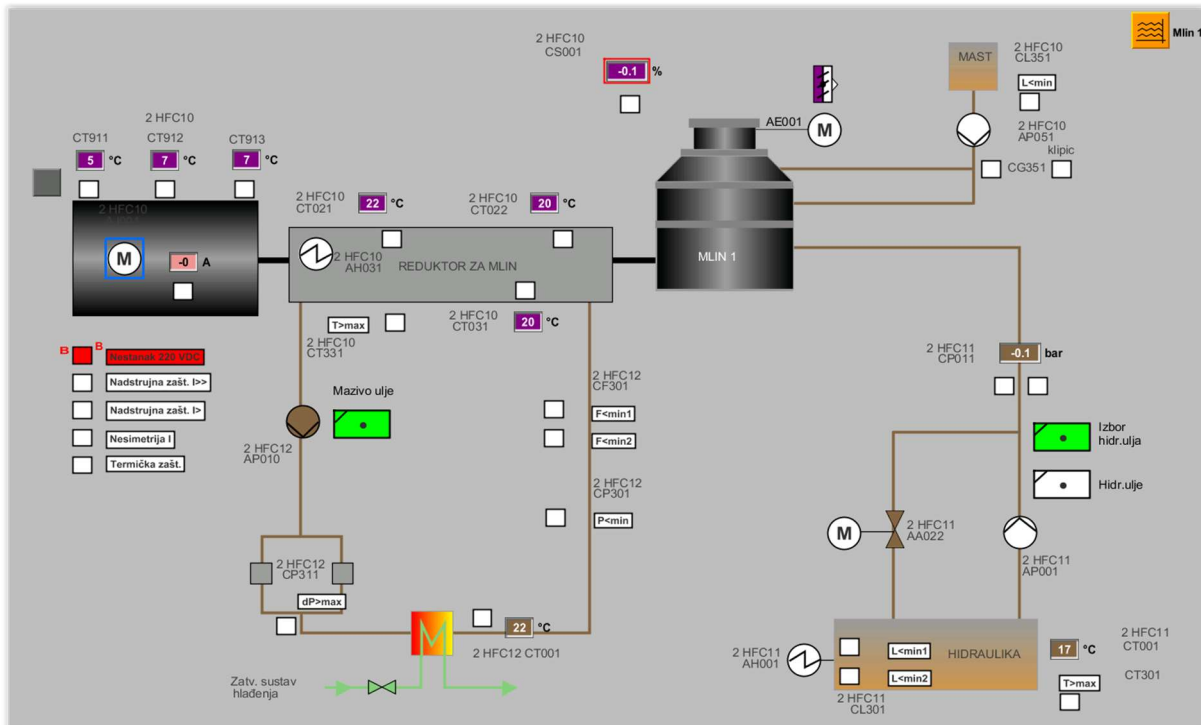 Mlin 1
2 HFC10
CS001
-0.1 %
MAST
2 HFC10
CL351
L<min
2 HFC10
AP051
klipic
CG351
AE001
M
2 HFC10
CT911
CT912
CT913
5 °C
7 °C
7 °C
2 HFC10
M
-0 A
2 HFC10
CT021
22 °C
2 HFC10
CT022
20 °C
2 HFC10
AH031
REDUKTOR ZA MLIN
MLIN 1
T>max
2 HFC10
CT331
2 HFC10
CT031
20 °C
B
B
Nestanak 220 VDC
Nadstrujna zašt. I>>
Nadstrujna zašt. I>
Nesimetrija I
Termička zašt.
Mazivo ulje
2 HFC12
AP010
2 HFC12
CF301
F<min1
F<min2
2 HFC12
CP301
P<min
2 HFC12
CP311
dP>max
22 °C
2 HFC12 CT001
Zatv. sustav
hlađenja
2 HFC11
CP011
-0.1 bar
Izbor
hidr.ulja
Hidr.ulje
M
2 HFC11
AA022
2 HFC11
AP001
2 HFC11
AH001
L<min1
L<min2
HIDRAULIKA
2 HFC11
CL301
17 °C
2 HFC11
CT001
CT301
T>max